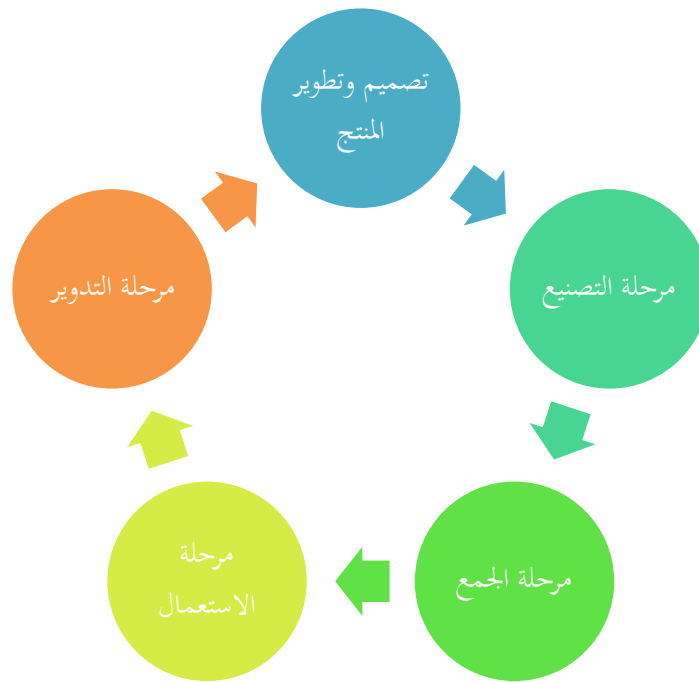 تصميم وتطوير
المنتج
مرحلة التصنيع
مرحلة الجمع
مرحلة
الاستعمال
مرحلة التدوير